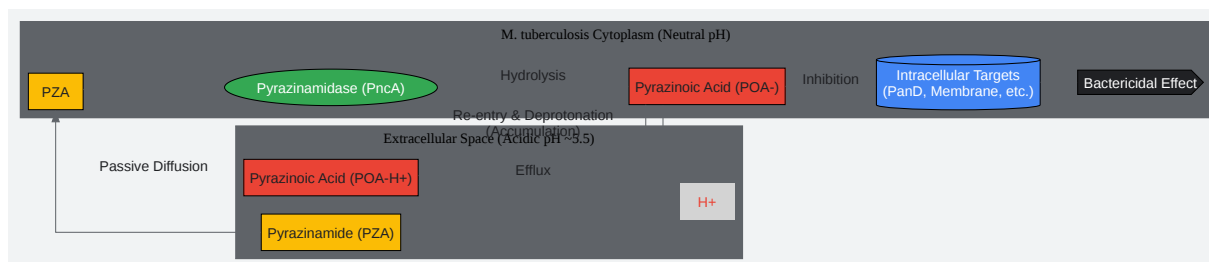 M. tuberculosis Cytoplasm (Neutral pH)
PZA
Pyrazinamidase (PncA)
Hydrolysis
Pyrazinoic Acid (POA-)
Inhibition
Intracellular Targets
(PanD, Membrane, etc.)
Bactericidal Effect
Re-entry & Deprotonation
(Accumulation)
Extracellular Space (Acidic pH ~5.5)
Passive Diffusion
Pyrazinoic Acid (POA-H+)
Efflux
H+
Pyrazinamide (PZA)